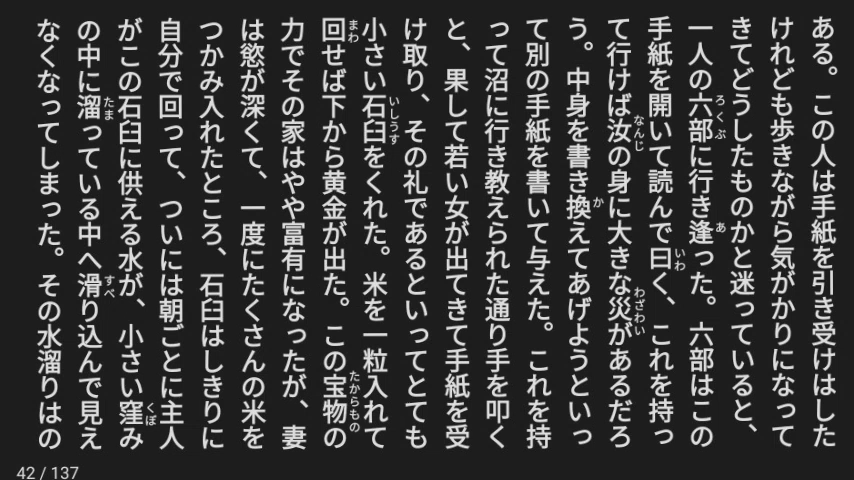 ある。この人は手紙を引き受けはした
けれども歩きながら気がかりになって
きてどうしたものかと迷っていると、
一人の六部に行き逢った。六部はこの
手紙を開いて読んで曰く、これを持っ
て行けば汝の身に大きな災があるだろ
う。中身を書き換えてあげようといっ
て別の手紙を書いて与えた。これを持
って沼に行き教えられた通り手を叩く
と、果して若い女が出てきて手紙を受
け取り、その礼であるといってとても
小さい石臼をくれた。米を一粒入れて
回せば下から黄金が出た。この宝物の
力でその家はやや富有になったが、妻
は慾が深くて、一度にたくさんの米を
つかみ入れたところ、石臼はしきりに
自分で回って、ついには朝ごとに主人
がこの石臼に供える水が、小さい窪み
の中に溜っている中へ滑り込んで見え
なくなってしまった。その水溜りはの
42 / 137